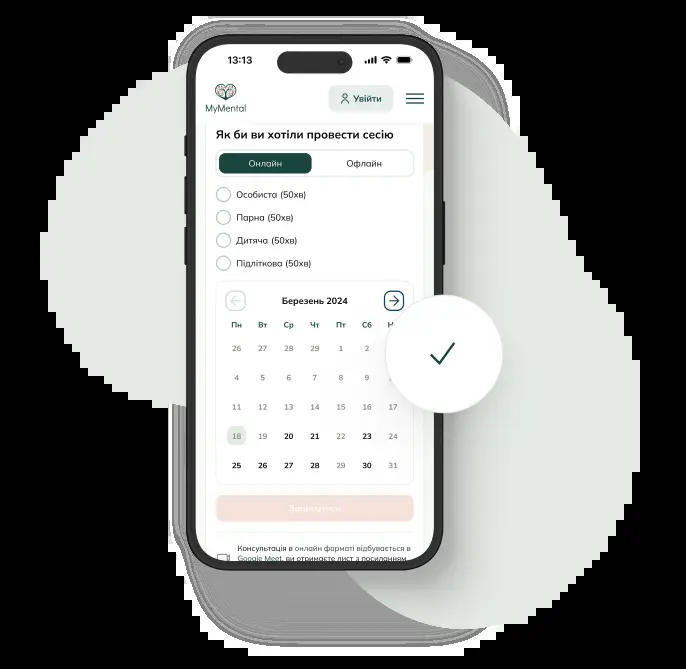 13:13
MyMental
Увійти
Як би ви хотіли провести сесію
Онлайн Офлайн
Особиста (50хв)
Парна (50хв)
Дитяча (50хв)
Підліткова (50хв)
Березень 2024
Пн Вт Ср Чт Пт Сб
26 27 28 29 1 2
4 5 6 7 8 9
11 12 13 14 15 16 17
18 19 20 21 22 23 24
25 26 27 28 29 30 31
Записатися
Консультація в онлайн форматі відбувається в
Google Meet, ви отримаєте лист з посиланням